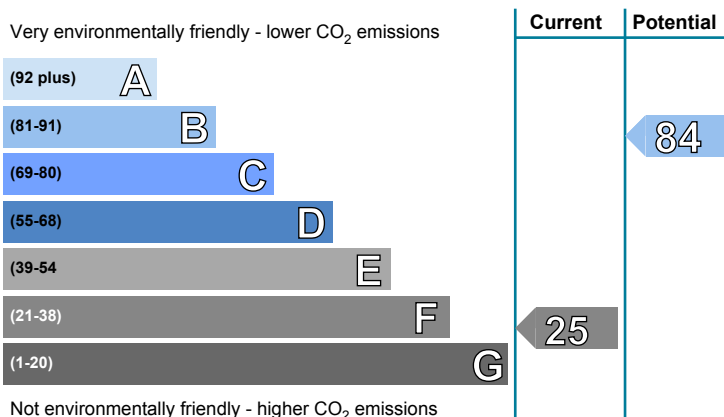 Current Potential
Very environmentally friendly - lower CO2 emissions
(92 plus) A
(81-91) B
84
(69-80) C
(55-68) D
(39-54 E
(21-38) F
25
(1-20) G
Not environmentally friendly - higher CO2 emissions